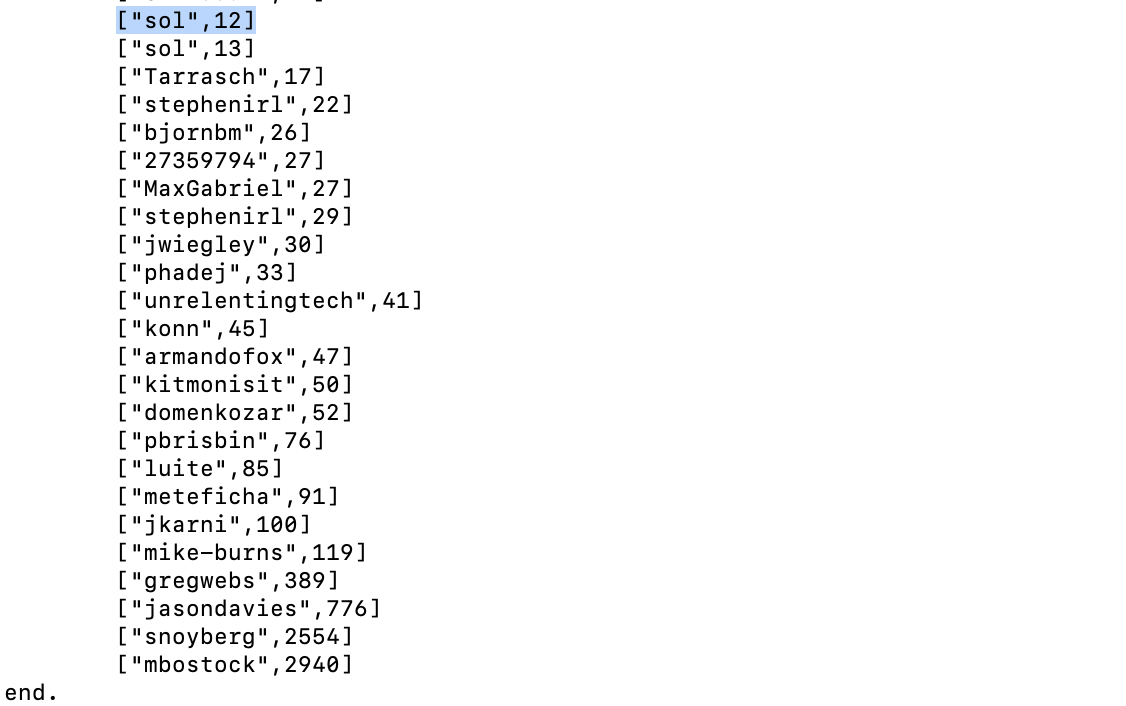 ["sol",12]
["sol",13]
["Tarrasch",17]
["stephenirl",22]
["bjornbm",26]
["27359794",27]
["MaxGabriel",27]
["stephenirl",29]
["jwiegley",30]
["phadej",33]
["unrelentingtech",41]
["konn",45]
["armandofox",47]
["kitmonisit",50]
["domenkozar",52]
["pbrisbin",76]
["luite",85]
["meteficha",91]
["jkarni",100]
["mike-burns",119]
["gregwebs",389]
["jasondavies",776]
["snoyberg",2554]
["mbostock",2940]
end.